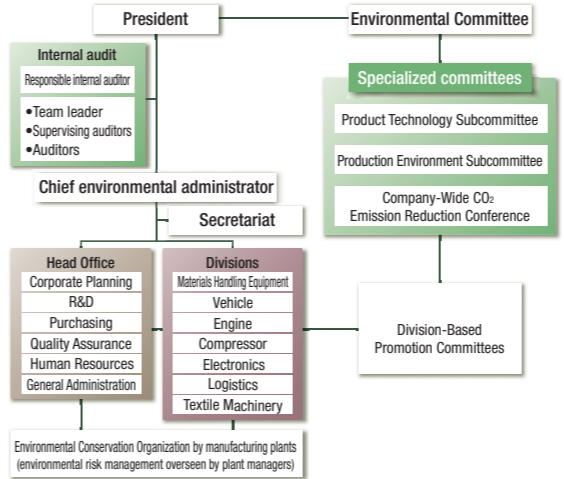 President
Environmental Committee
Internal audit
Responsible internal auditor
•Team leader
•Supervising auditors
•Auditors
Specialized committees
Product Technology Subcommittee
Production Environment Subcommittee
Company-Wide CO₂
Emission Reduction Conference
Chief environmental administrator
Secretariat
Head Office
Corporate Planning
R&D
Purchasing
Quality Assurance
Human Resources
General Administration
Divisions
Materials Handling Equipment
Vehicle
Engine
Compressor
Electronics
Logistics
Textile Machinery
Division-Based
Promotion Committees
Environmental Conservation Organization by manufacturing plants
(environmental risk management overseen by plant managers)